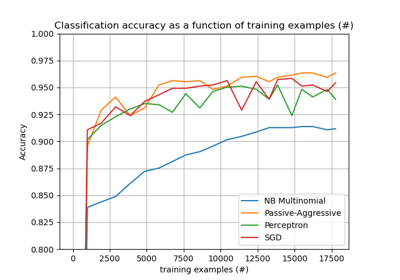 Classification accuracy as a function of training examples (#)
1.000
0.975
0.950
0.925
0.900
0.875
0.850
0.825
0.800
Accuracy
NB Multinomial
Passive-Aggressive
Perceptron
SGD
0 2500 5000 7500 10000 12500 15000 17500
training examples (#)